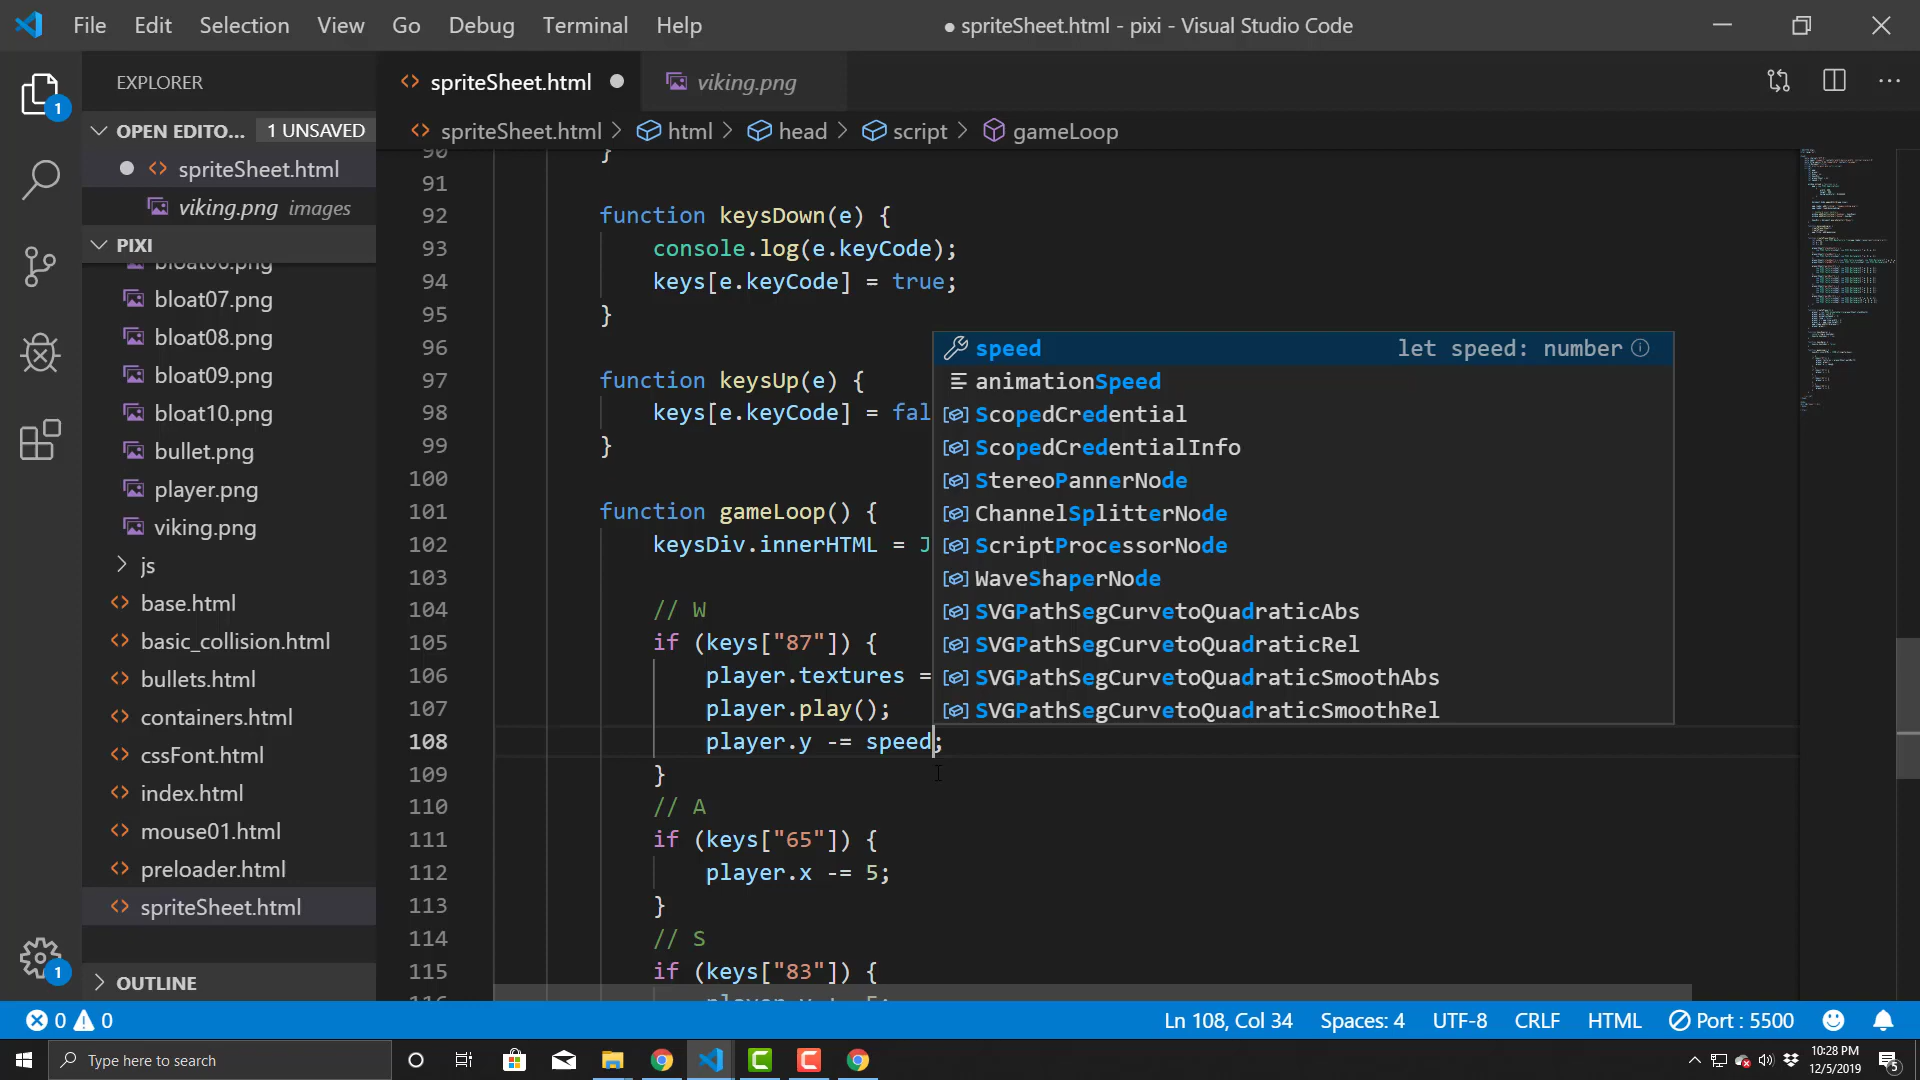 File Edit Selection View Go Debug Terminal Help
● spriteSheet.html - pixi - Visual Studio Code
EXPLORER
OPEN EDITO... 1 UNSAVED
spriteSheet.html
viking.png images
PIXI
bloat06.png
bloat07.png
bloat08.png
bloat09.png
bloat10.png
bullet.png
player.png
viking.png
js
base.html
basic_collision.html
bullets.html
containers.html
cssFont.html
index.html
mouse01.html
preloader.html
spriteSheet.html
OUTLINE
1
1
spriteSheet.html
viking.png
spriteSheet.html > html > head > script > gameLoop
90 }
91
92 function keysDown(e) {
93 console.log(e.keyCode);
94 keys[e.keyCode] = true;
95 }
96
97 function keysUp(e) {
98 keys[e.keyCode] = fal
99 }
100
101 function gameLoop() {
102 keysDiv.innerHTML = J
103
104 // W
105 if (keys["87"]) {
106 player.textures =
107 player.play();
108 player.y -= speed;
109 }
110 // A
111 if (keys["65"]) {
112 player.x -= 5;
113 }
114 // S
115 if (keys["83"]) {
116
speed let speed: number
animationSpeed
ScopedCredential
ScopedCredentialInfo
StereoPannerNode
ChannelSplitterNode
ScriptProcessorNode
WaveShaperNode
SVGPathSegCurvetoQuadraticAbs
SVGPathSegCurvetoQuadraticRel
SVGPathSegCurvetoQuadraticSmoothAbs
SVGPathSegCurvetoQuadraticSmoothRel
0 0
Ln 108, Col 34 Spaces: 4 UTF-8 CRLF HTML Port : 5500
Type here to search
10:28 PM
12/5/2019
5